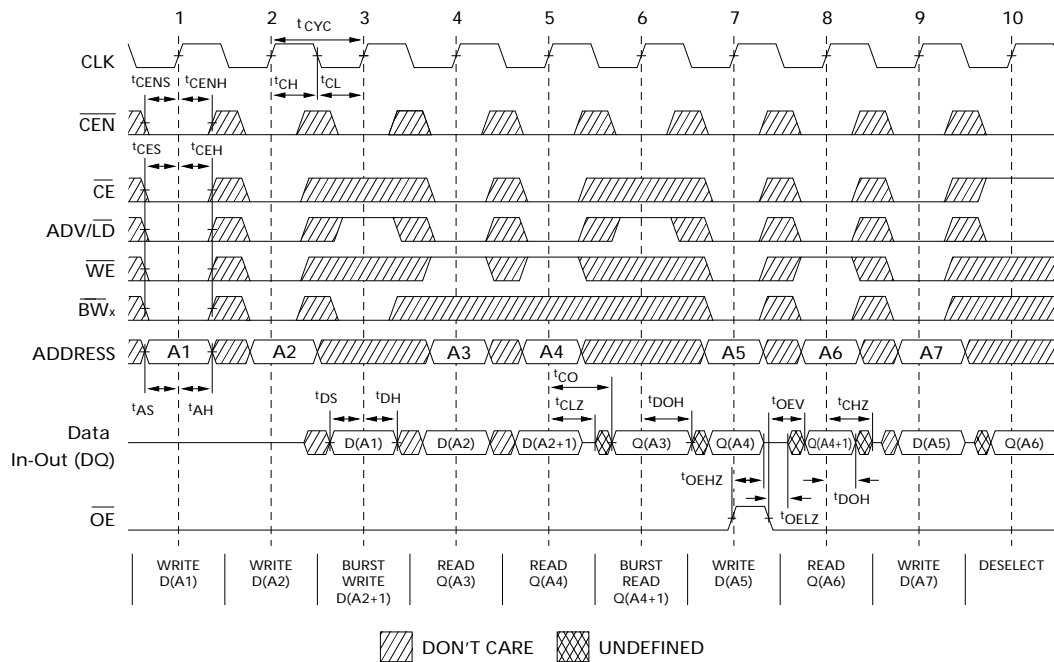 1 2 3 4 5 6 7 8 9 10
tCYC
CLK
tCENS tCENH tCH tCL
CEN
tCES tCEH
CE
ADV/LD
WE
BWx
ADDRESS A1 A2 A3 A4 A5 A6 A7
tAS tAH tDS tDH tCO tCLZ tDOH tOEV tCHZ
Data
In-Out (DQ)
D(A1) D(A2) D(A2+1) Q(A3) Q(A4) Q(A4+1) D(A5) Q(A6)
tOEHZ tOELZ tDOH
OE
WRITE
D(A1)
WRITE
D(A2)
BURST
WRITE
D(A2+1)
READ
Q(A3)
READ
Q(A4)
BURST
READ
Q(A4+1)
WRITE
D(A5)
READ
Q(A6)
WRITE
D(A7)
DESELECT
DON'T CARE UNDEFINED